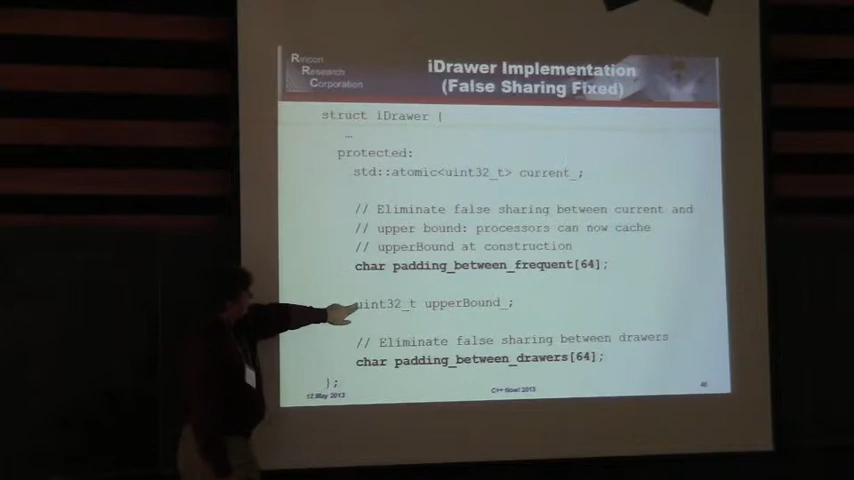 Rincon
Research
Corporation
iDrawer Implementation
(False Sharing Fixed)
struct iDrawer {
…
protected:
std::atomic<uint32_t> current_;
// Eliminate false sharing between current and
// upper bound: processors can now cache
// upperBound at construction
char padding_between_frequent[64];
uint32_t upperBound_;
// Eliminate false sharing between drawers
char padding_between_drawers[64];
};
12 May 2013
C++ Now! 2013